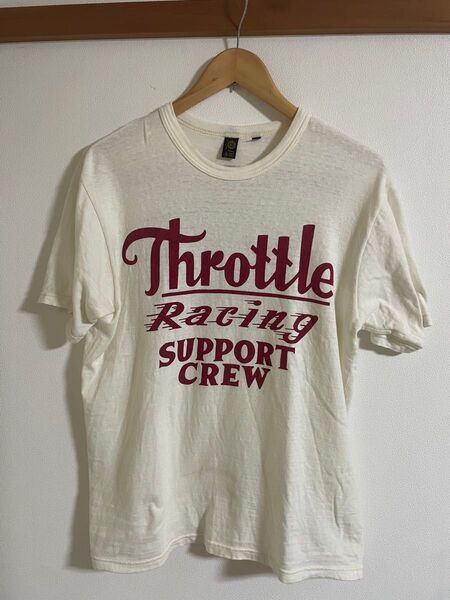 Throttle
Racing
SUPPORT
CREW